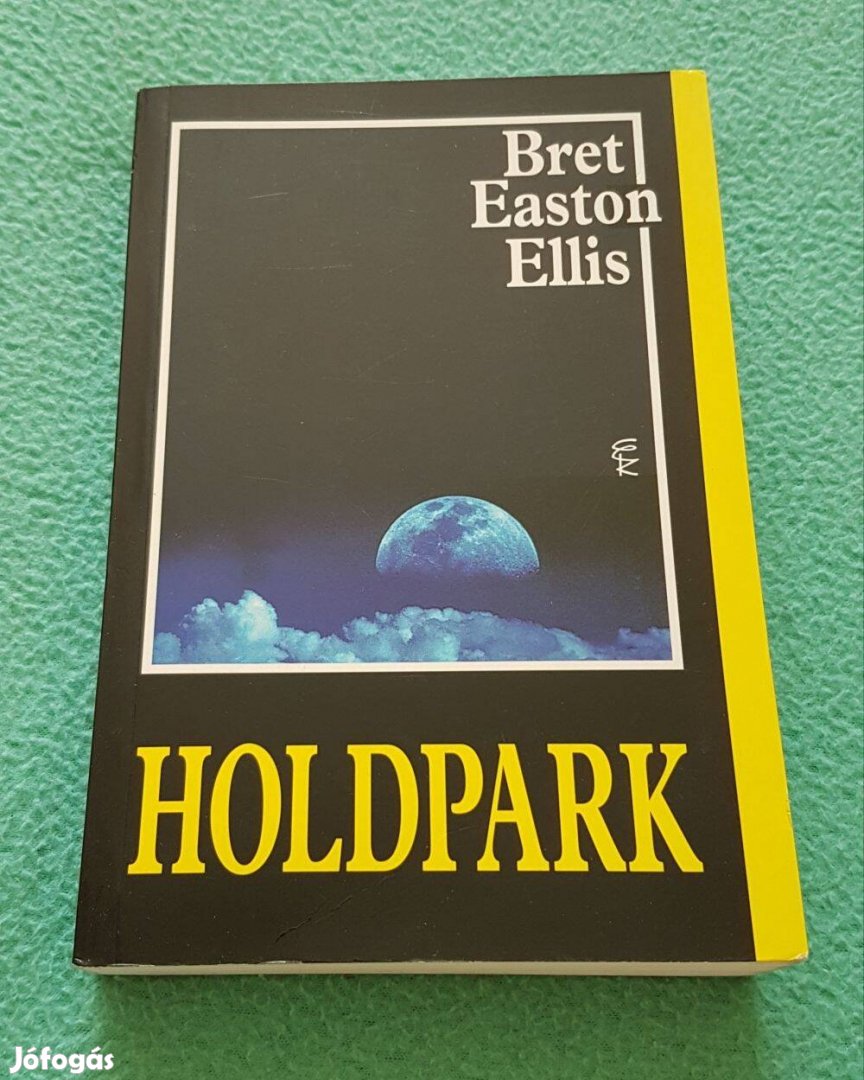 Bret
Easton
Ellis
HOLDPARK
Jófogás